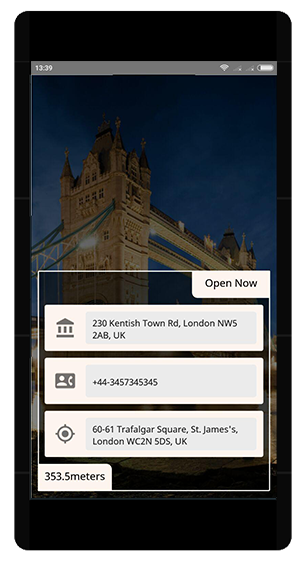 13:39
Open Now
230 Kentish Town Rd, London NW5
2AB, UK
+44-3457345345
60-61 Trafalgar Square, St. James's,
London WC2N 5DS, UK
353.5meters